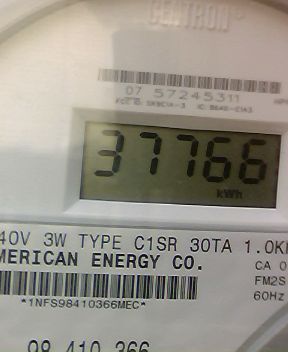 CENTRON®
07 57245311
37766
kWh
40V 3W TYPE C1SR 30TA 1.0K
MERICAN ENERGY CO.
CA 0
FM2S
60Hz
*1NFS98410366MEC*
98 410 366